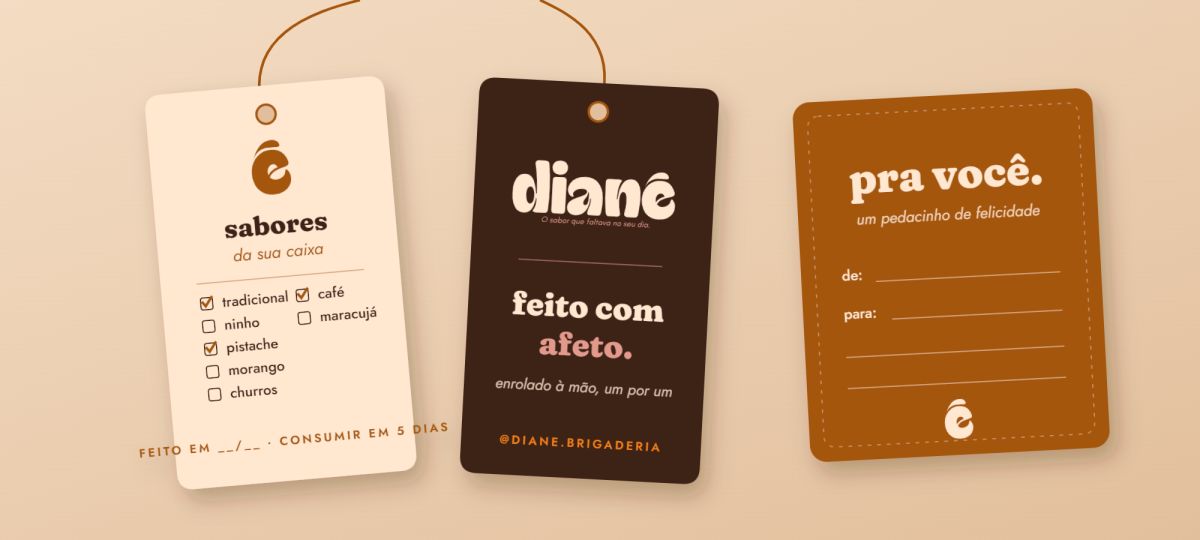 é
sabores
da sua caixa
tradicional
ninho
pistache
morango
churros
café
maracujá
FEITO EM __/__ · CONSUMIR EM 5 DIAS
diané
O sabor que faltava no seu dia.
feito com
afeto.
enrolado à mão, um por um
@DIANE.BRIGADERIA
pra você.
um pedacinho de felicidade
de:
para:
é